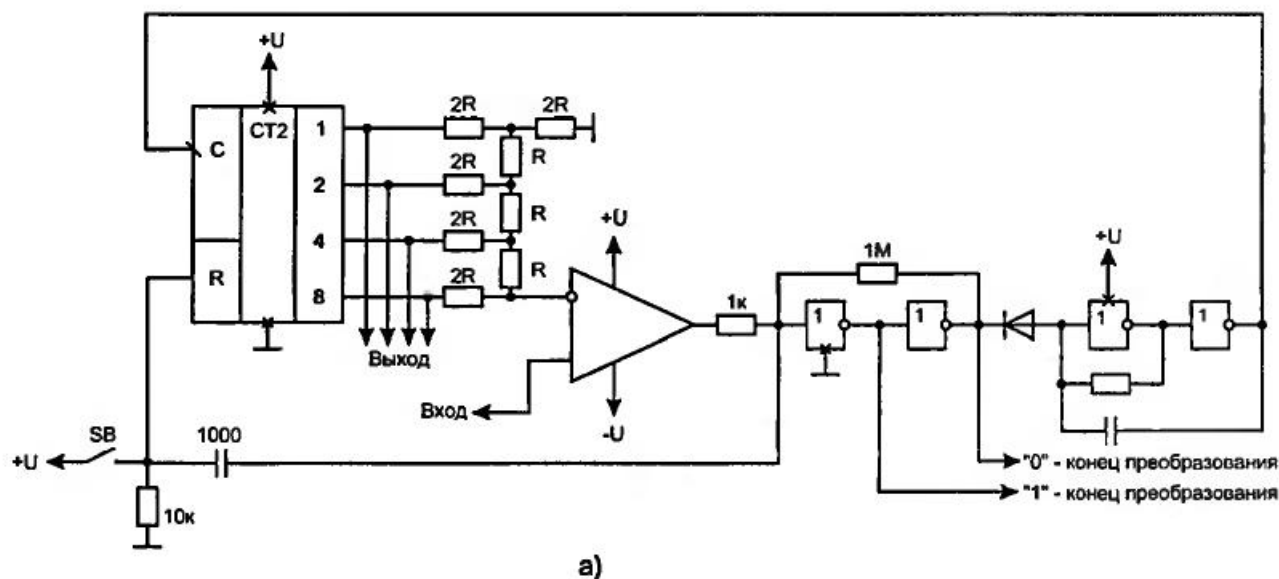 +U
C
CT2
R
1
2
4
8
2R
2R
R
2R
R
2R
R
2R
Выход
+U
-U
Вход
1к
1М
1
1
+U
1
1
SB
+U
1000
10к
"0" - конец преобразования
"1" - конец преобразования
а)